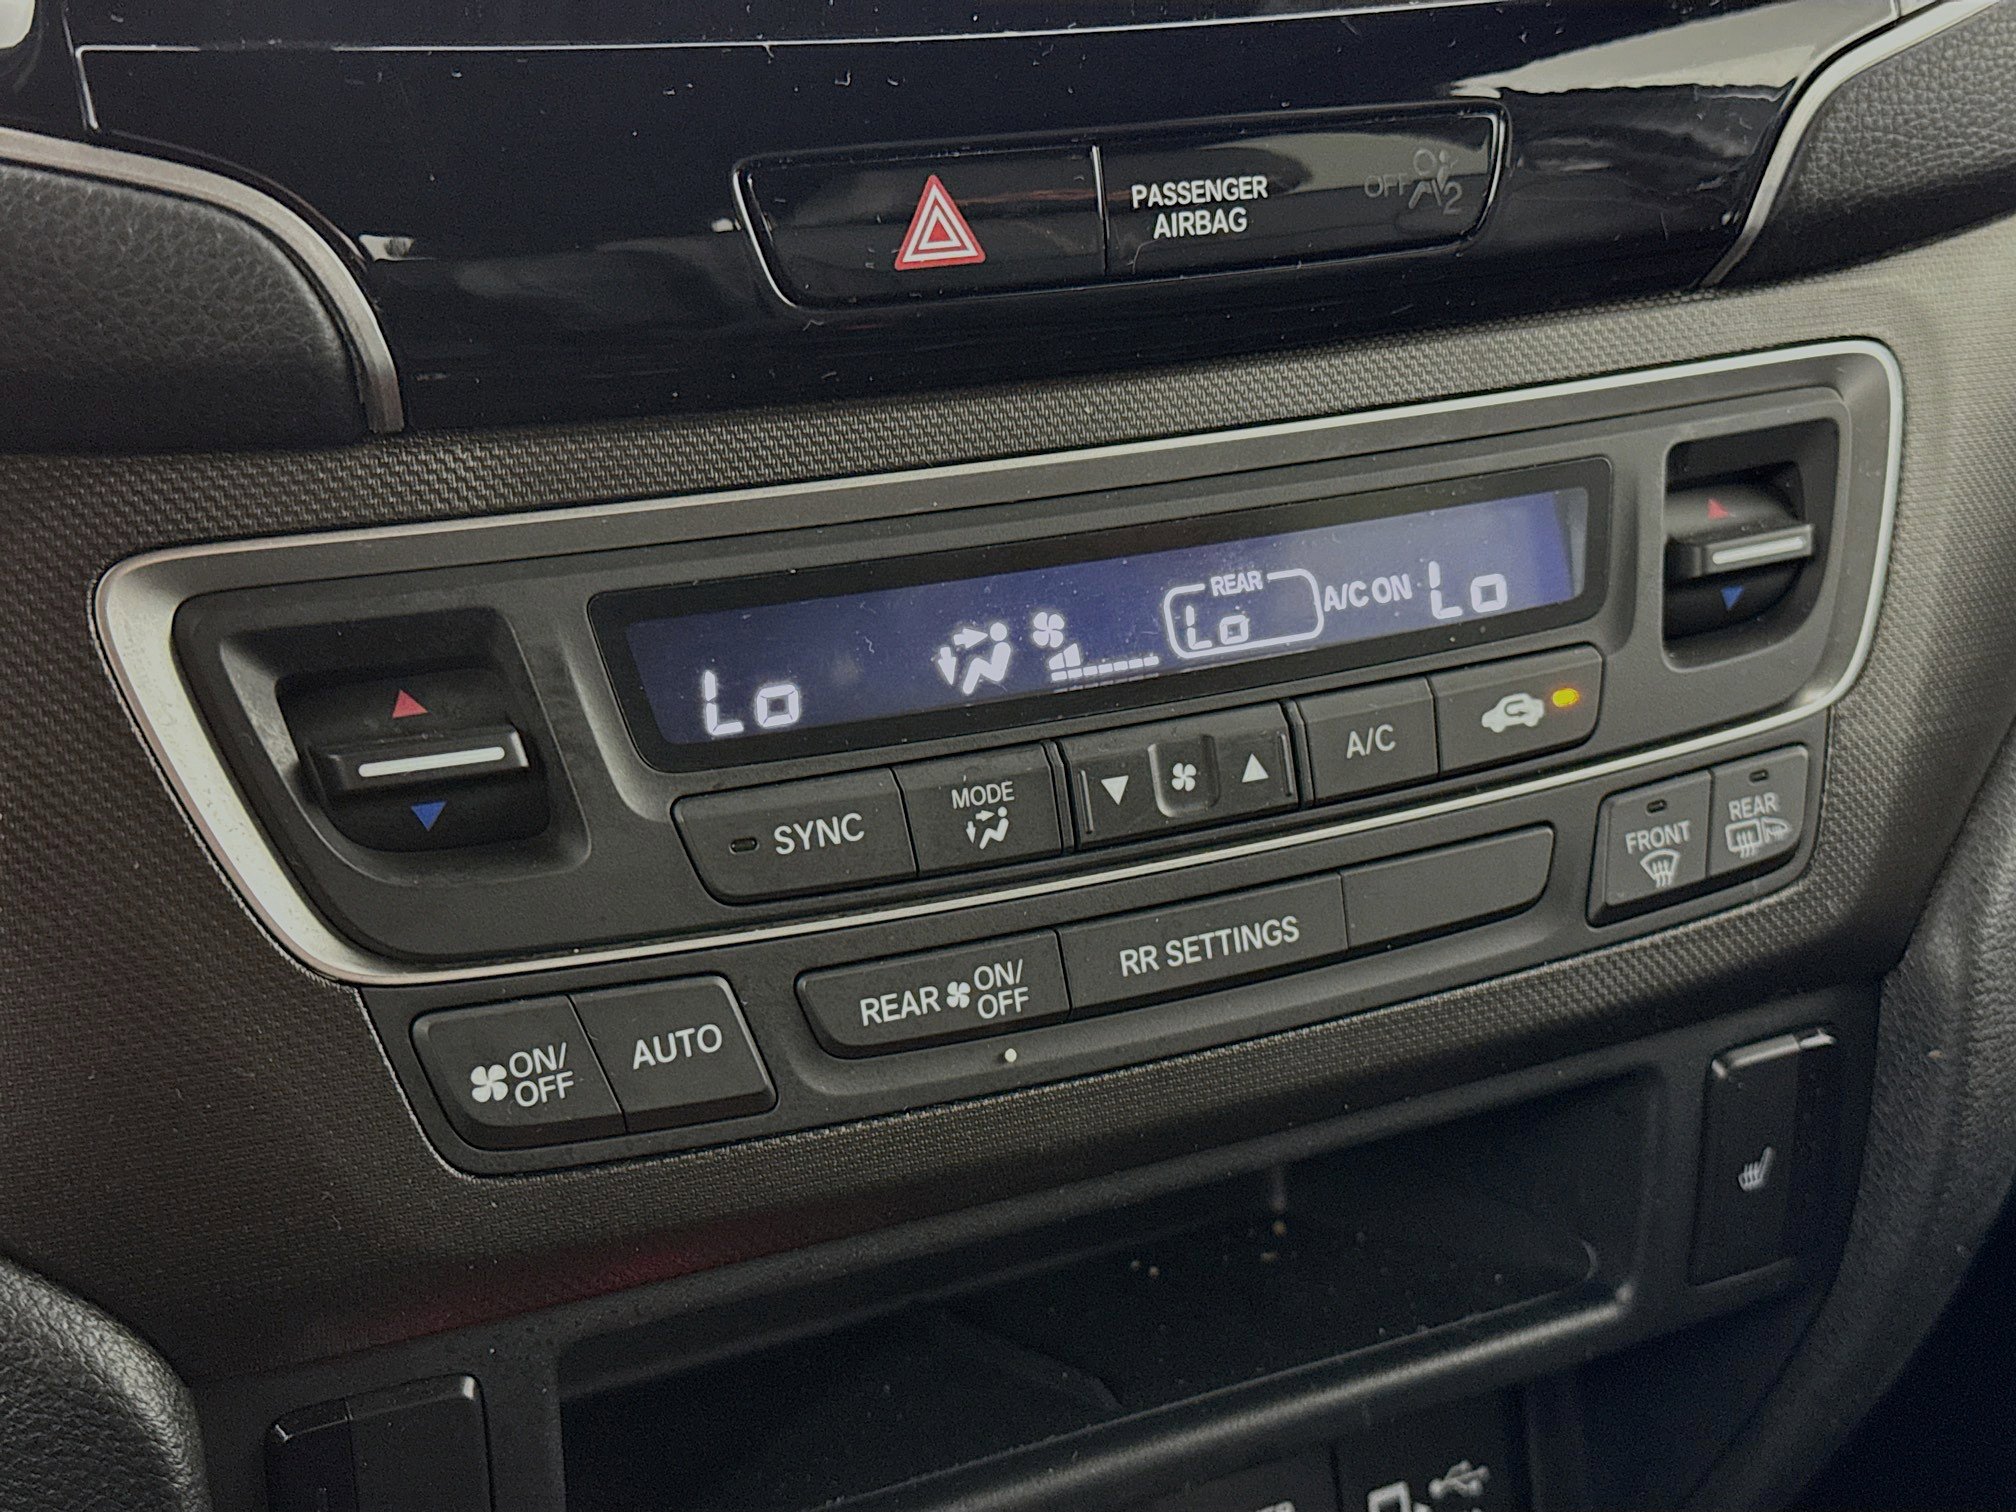 PASSENGER
AIRBAG
OFF
2
Lo
REAR
Lo
A/C ON
Lo
SYNC
MODE
A/C
FRONT
REAR
ON/
OFF
AUTO
REAR
ON/
OFF
RR SETTINGS